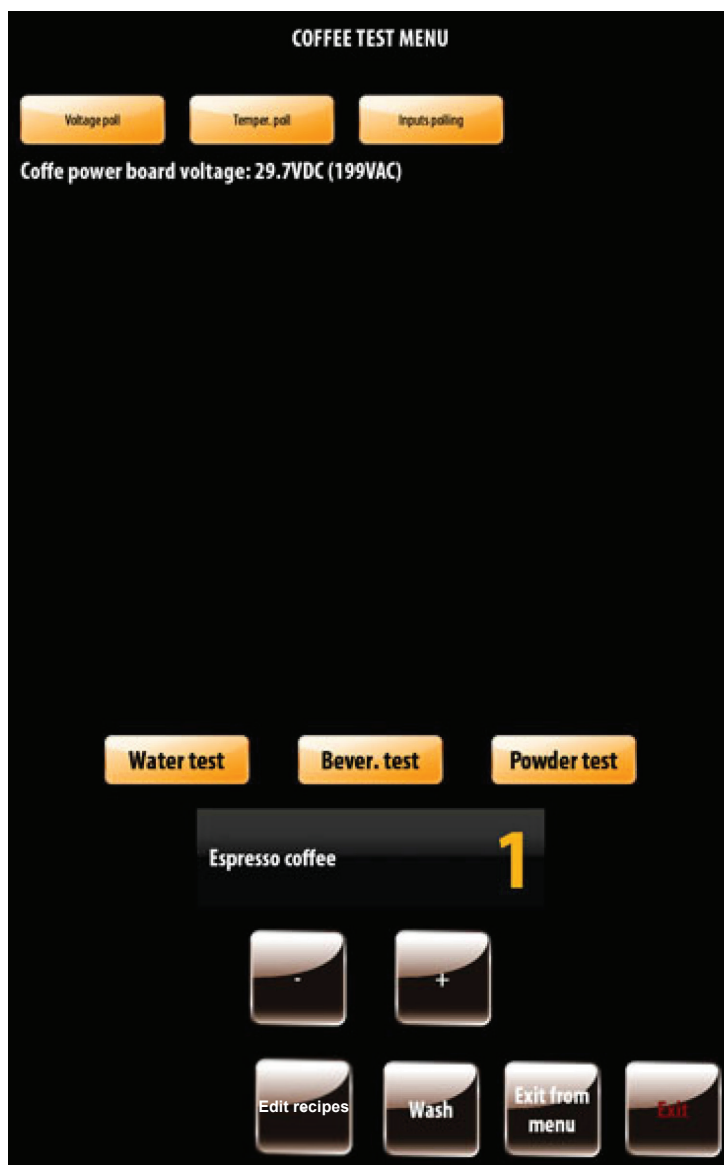 COFFEE TEST MENU
Voltage poll
Temper. poll
Inputs polling
Coffe power board voltage: 29.7VDC (199VAC)
Water test
Bever. test
Powder test
Espresso coffee
1
-
+
Edit recipes
Wash
Exit from
menu
Exit